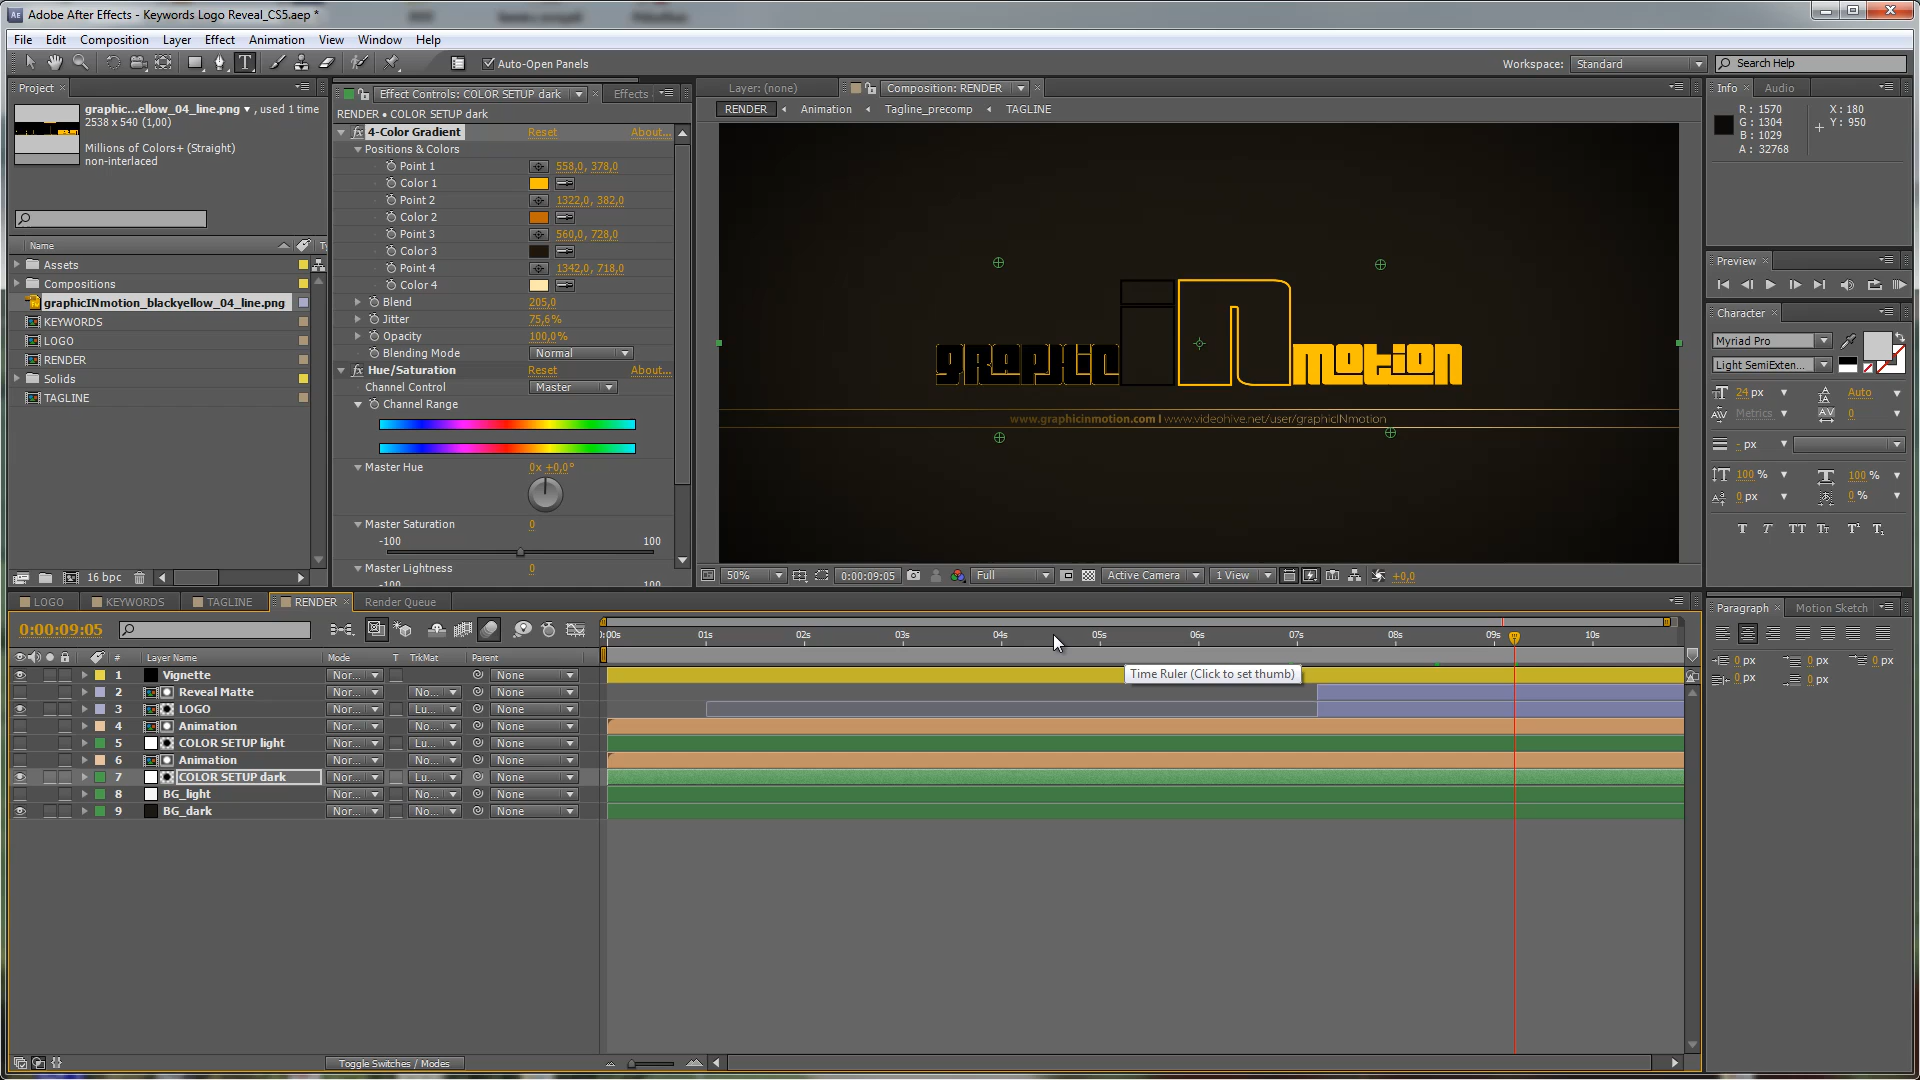 Adobe After Effects - Keywords Logo Reveal_CS5.aep *
File Edit Composition Layer Effect Animation View Window Help
Auto-Open Panels
Workspace: Standard
Search Help
Project
graphic...ellow_04_line.png , used 1 time
2538 x 540 (1,00)
Millions of Colors+ (Straight)
non-interlaced
Name
Assets
Compositions
graphicINmotion_blackyellow_04_line.png
KEYWORDS
LOGO
RENDER
Solids
TAGLINE
16 bpc
Effect Controls: COLOR SETUP dark
Effects
RENDER • COLOR SETUP dark
4-Color Gradient Reset About...
Positions & Colors
Point 1 558,0, 378,0
Color 1
Point 2 1322,0, 382,0
Color 2
Point 3 560,0, 728,0
Color 3
Point 4 1342,0, 718,0
Color 4
Blend 205,0
Jitter 75,6%
Opacity 100,0%
Blending Mode Normal
Hue/Saturation Reset About...
Channel Control Master
Channel Range
Master Hue 0x +0,0°
Master Saturation 0
-100 100
Master Lightness 0
-100 100
Layer: (none) Composition: RENDER
RENDER Animation Tagline_precomp TAGLINE
graphic in motion
www.graphicinmotion.com I www.videohive.net/user/graphicINmotion
50% 0:00:09:05 Full Active Camera 1 View +0,0
Info Audio
R: 1570
G: 1304
B: 1029
A: 32768
X: 180
Y: 950
Preview
Character
Myriad Pro
Light SemiExten...
24 px Auto
Metrics 0
- px
100 % 100 %
0 px 0 %
T T TT Tt T¹ T₁
Paragraph Motion Sketch
0 px 0 px 0 px
0 px 0 px
LOGO KEYWORDS TAGLINE RENDER Render Queue
0:00:09:05
0:00s 01s 02s 03s 04s 05s 06s 07s 08s 09s 10s
# Layer Name Mode T TrkMat Parent
1 Vignette Nor... None
2 Reveal Matte Nor... No... None
3 LOGO Nor... Lu... None
4 Animation Nor... No... None
5 COLOR SETUP light Nor... Lu... None
6 Animation Nor... No... None
7 COLOR SETUP dark Nor... Lu... None
8 BG_light Nor... No... None
9 BG_dark Nor... No... None
Time Ruler (Click to set thumb)
Toggle Switches / Modes